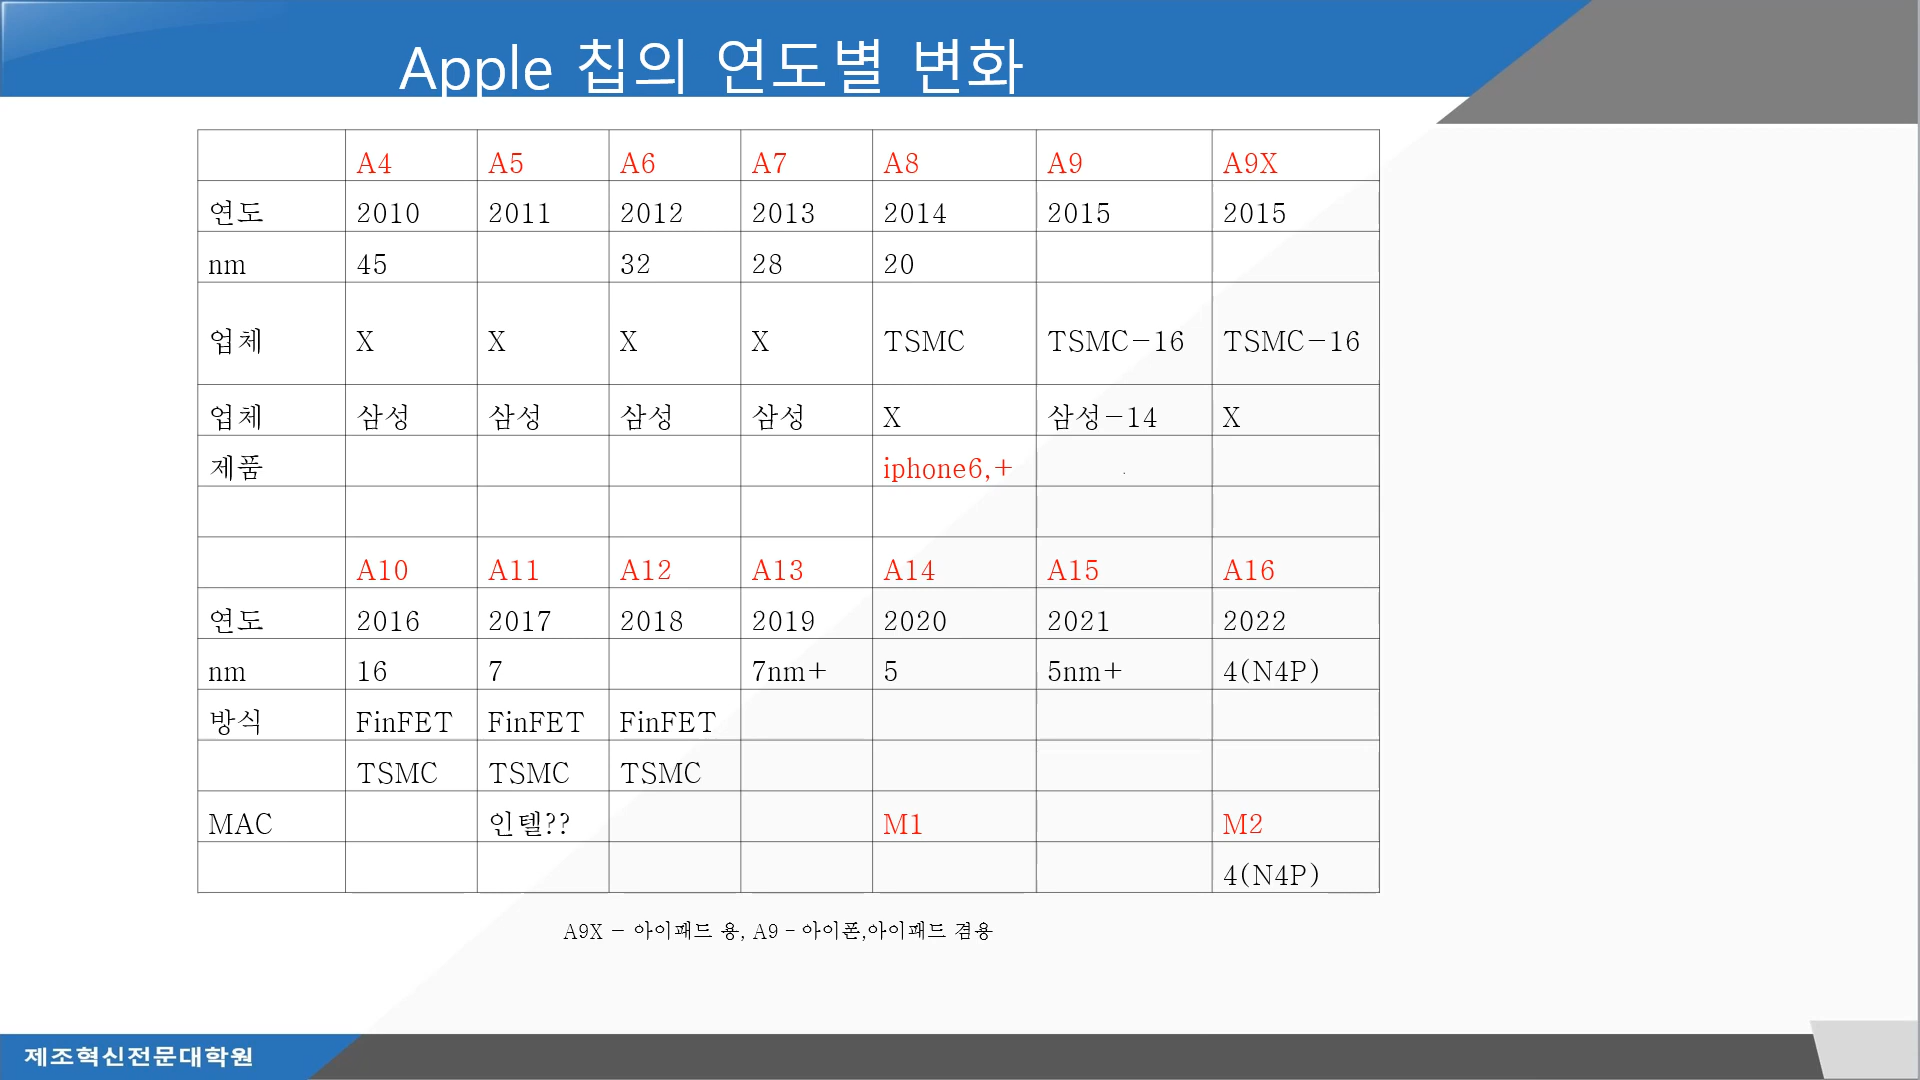 Apple 칩의 연도별 변화
A4 A5 A6 A7 A8 A9 A9X
연도 2010 2011 2012 2013 2014 2015 2015
nm 45 32 28 20
업체 X X X X TSMC TSMC-16 TSMC-16
업체 삼성 삼성 삼성 삼성 X 삼성-14 X
제품 iphone6,+ .
A10 A11 A12 A13 A14 A15 A16
연도 2016 2017 2018 2019 2020 2021 2022
nm 16 7 7nm+ 5 5nm+ 4(N4P)
방식 FinFET FinFET FinFET
TSMC TSMC TSMC
MAC 인텔?? M1 M2
4(N4P)
A9X - 아이패드 용, A9 - 아이폰,아이패드 겸용
제조혁신전문대학원